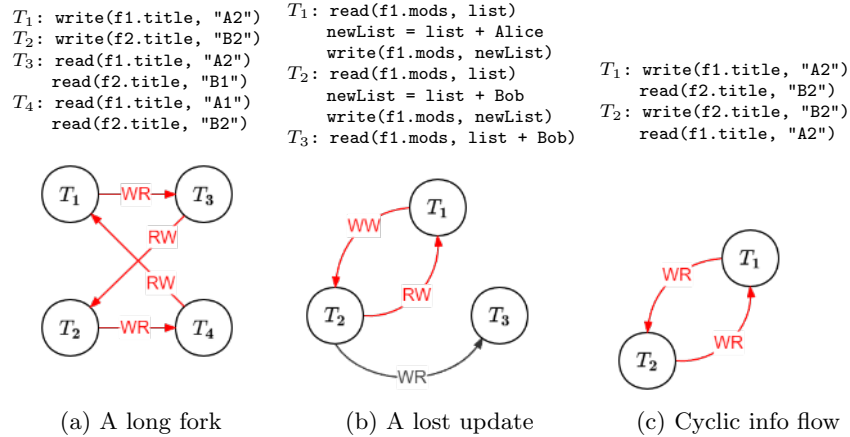 T₁: write(f1.title, "A2")
T₂: write(f2.title, "B2")
T₃: read(f1.title, "A2")
read(f2.title, "B1")
T₄: read(f1.title, "A1")
read(f2.title, "B2")
T₁ WR T₃
RW
RW
T₂ WR T₄
(a) A long fork
T₁: read(f1.mods, list)
newList = list + Alice
write(f1.mods, newList)
T₂: read(f1.mods, list)
newList = list + Bob
write(f1.mods, newList)
T₃: read(f1.mods, list + Bob)
T₁
WW
RW
T₂
T₃
WR
(b) A lost update
T₁: write(f1.title, "A2")
read(f2.title, "B2")
T₂: write(f2.title, "B2")
read(f1.title, "A2")
T₁
WR
WR
T₂
(c) Cyclic info flow